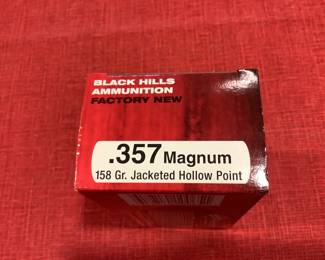 BLACK HILLS
AMMUNITION
FACTORY NEW
.357 Magnum
158 Gr. Jacketed Hollow Point